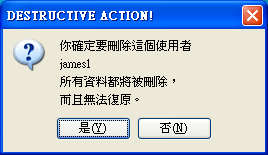 DESTRUCTIVE ACTION!
你確定要刪除這個使用者
james1
所有資料都將被刪除，
而且無法復原。
是(Y) 否(N)